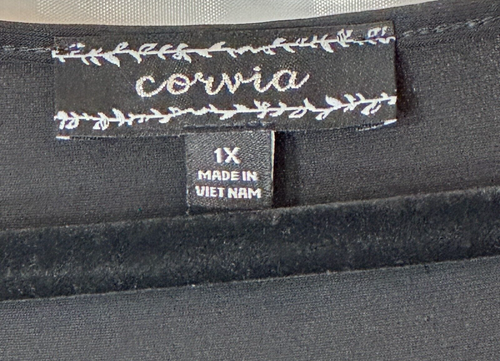 corvia
1X
MADE IN
VIET NAM